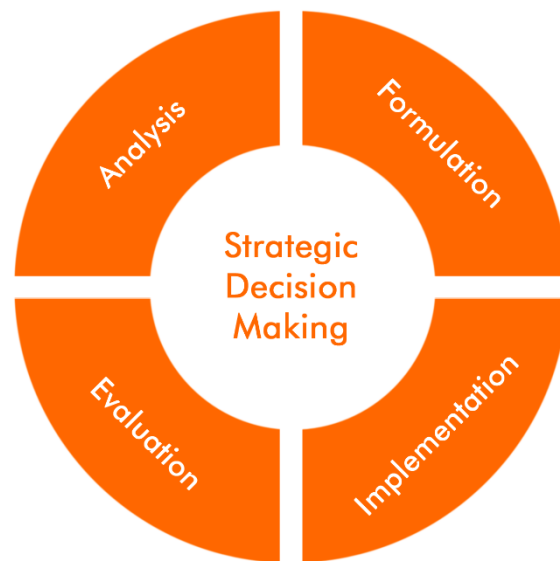 Analysis
Formulation
Strategic
Decision
Making
Evaluation
Implementation